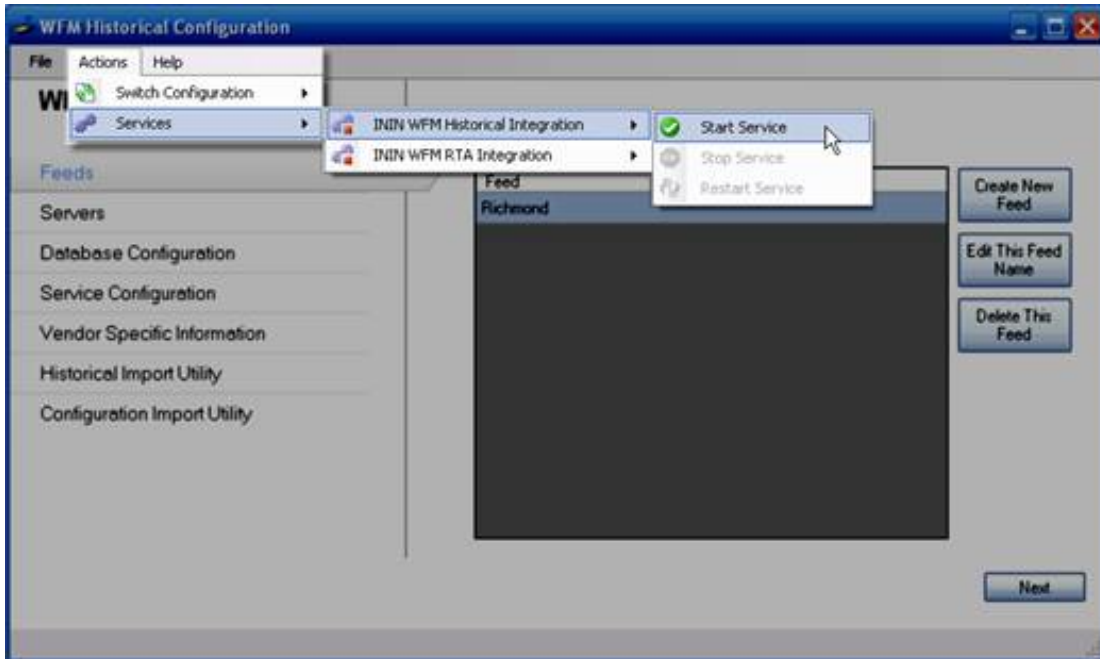 WFM Historical Configuration
File Actions Help
WF
Switch Configuration
Services
ININ WFM Historical Integration
Start Service
ININ WFM RTA Integration
Stop Service
Restart Service
Feeds
Servers
Database Configuration
Service Configuration
Vendor Specific Information
Historical Import Utility
Configuration Import Utility
Feed
Richmond
Create New
Feed
Edit This Feed
Name
Delete This
Feed
Next